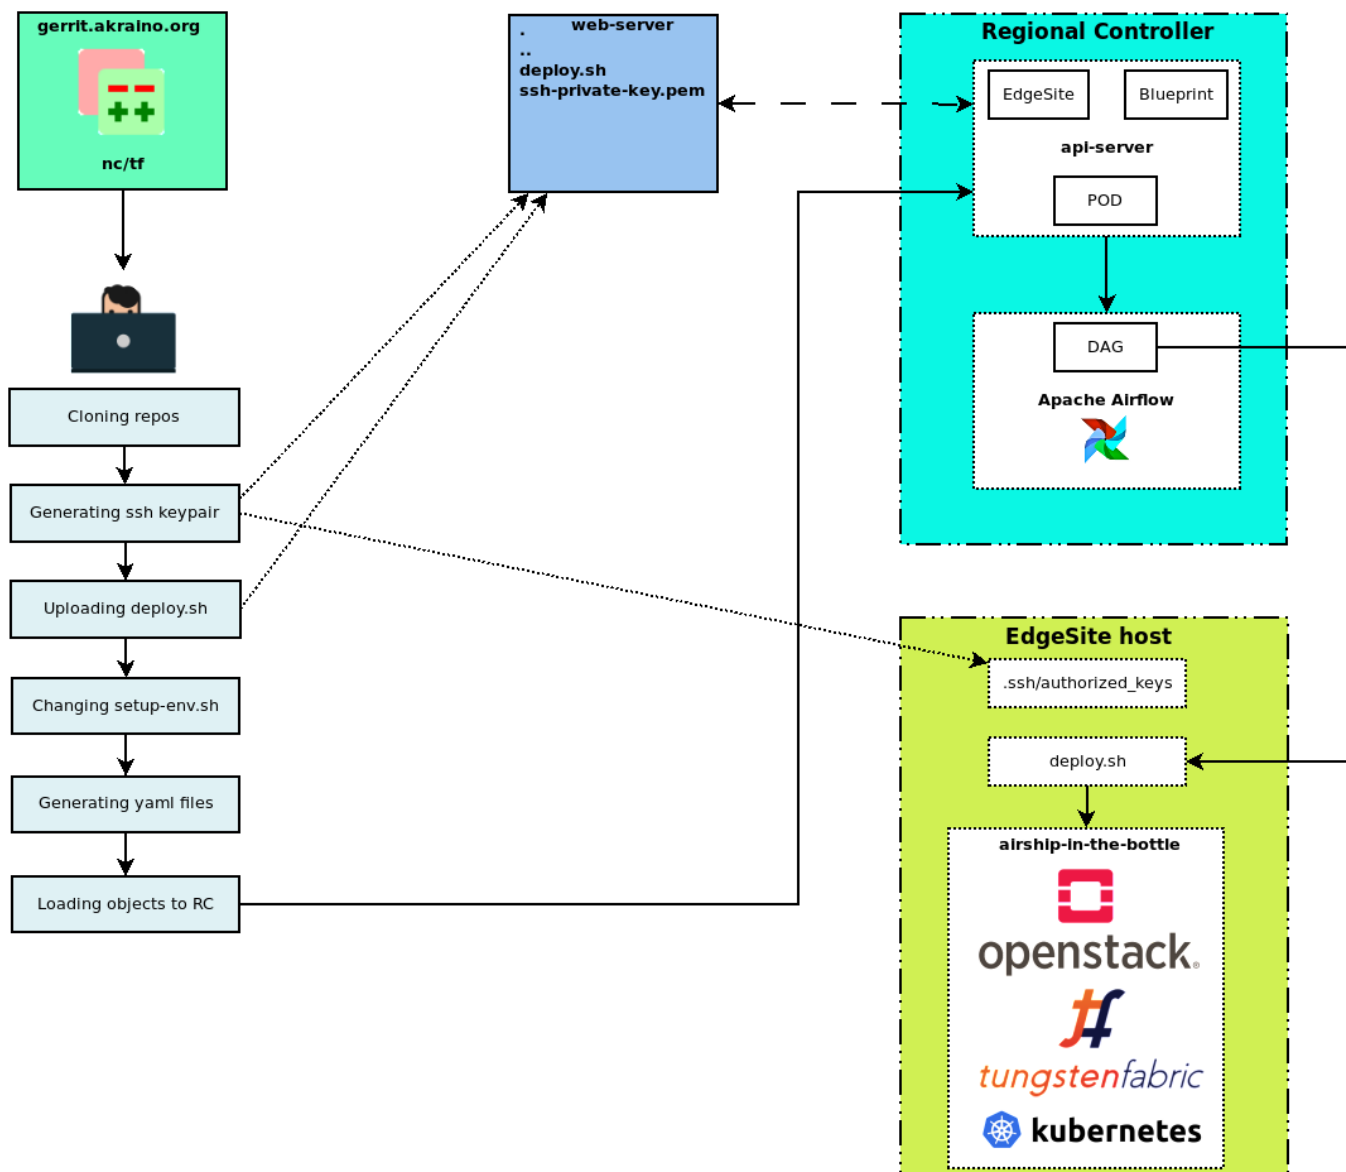 gerrit.akraino.org
nc/tf
web-server
.
..
deploy.sh
ssh-private-key.pem
Regional Controller
EdgeSite
Blueprint
api-server
POD
DAG
Apache Airflow
Cloning repos
Generating ssh keypair
Uploading deploy.sh
Changing setup-env.sh
Generating yaml files
Loading objects to RC
EdgeSite host
.ssh/authorized_keys
deploy.sh
airship-in-the-bottle
openstack®
tf
tungstenfabric
kubernetes